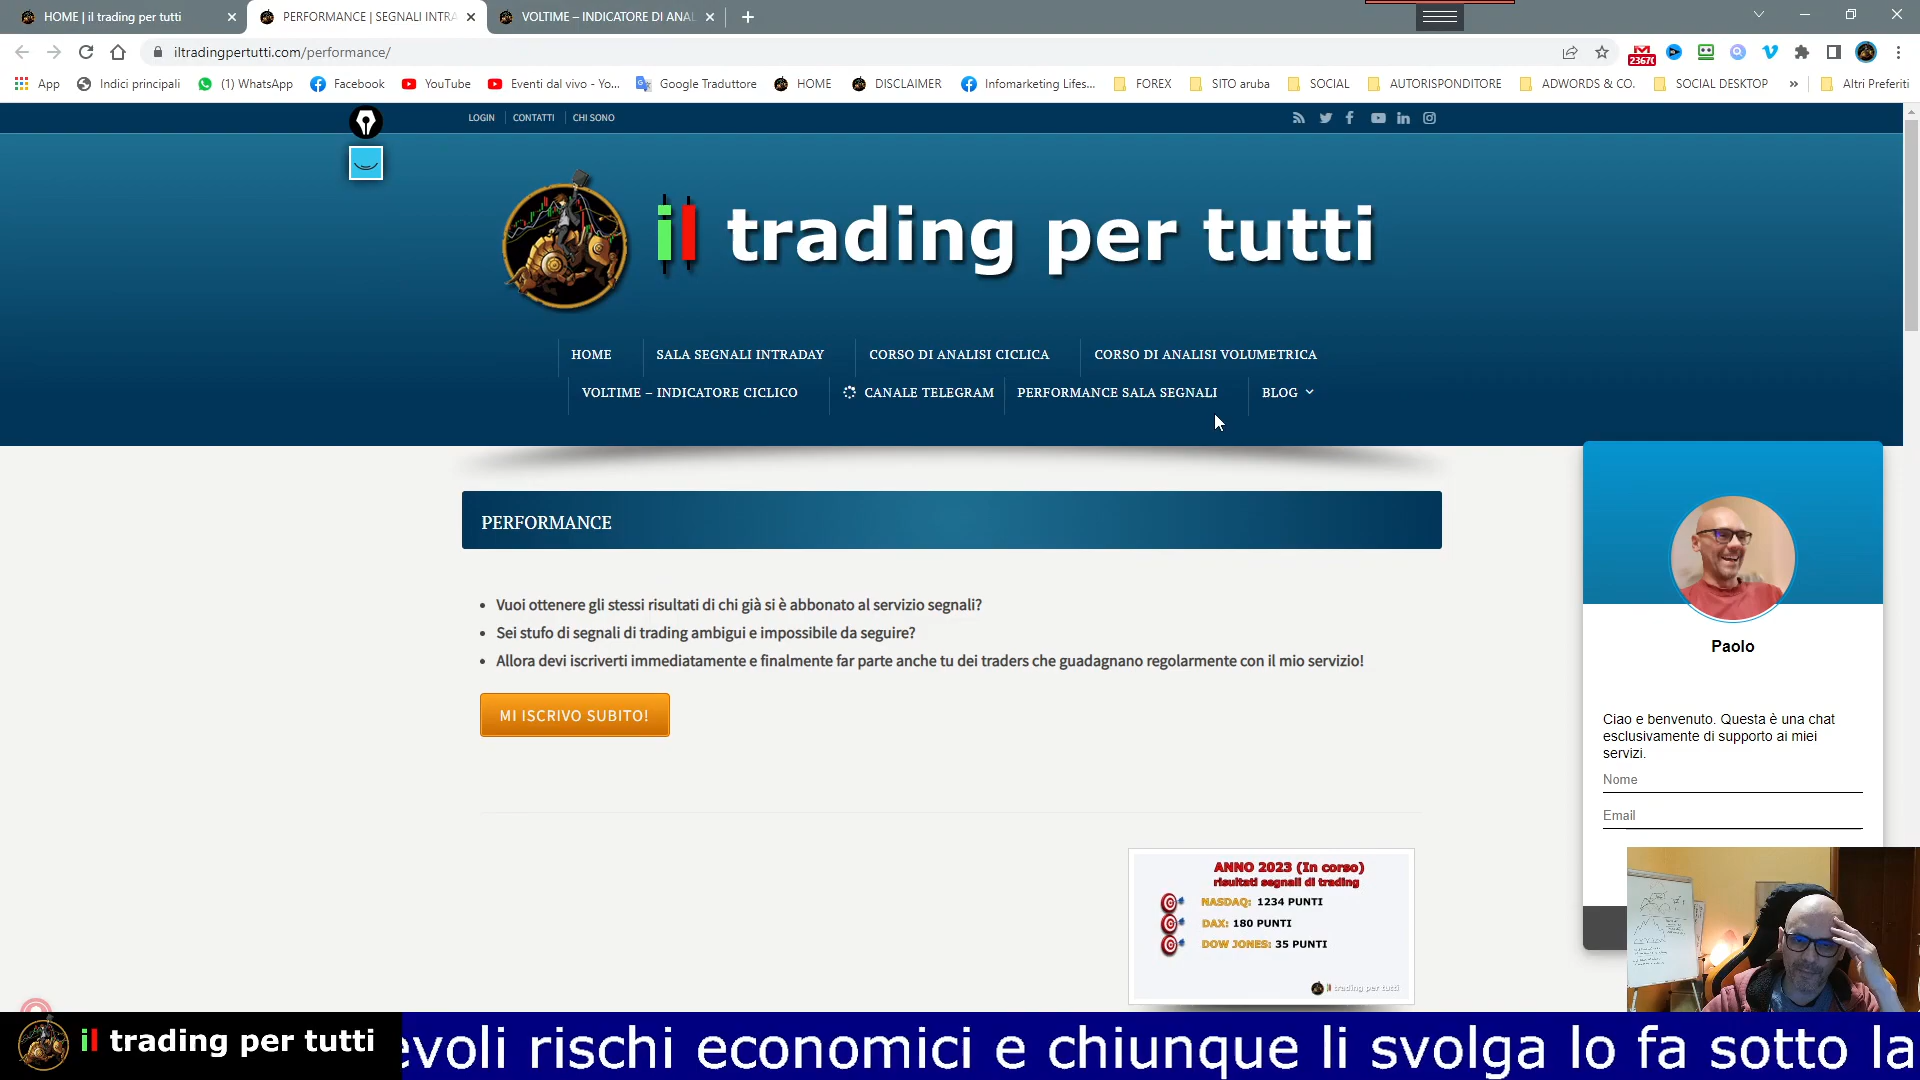 HOME | il trading per tutti
PERFORMANCE | SEGNALI INTRA
VOLTIME – INDICATORE DI ANAL
iltradingpertutti.com/performance/
2367(
App
Indici principali
(1) WhatsApp
Facebook
YouTube
Eventi dal vivo - Yo...
Google Traduttore
HOME
DISCLAIMER
Infomarketing Lifes...
FOREX
SITO aruba
SOCIAL
AUTORISPONDITORE
ADWORDS & CO.
SOCIAL DESKTOP
»
Altri Preferiti
LOGIN
CONTATTI
CHI SONO
il trading per tutti
HOME
SALA SEGNALI INTRADAY
CORSO DI ANALISI CICLICA
CORSO DI ANALISI VOLUMETRICA
VOLTIME – INDICATORE CICLICO
CANALE TELEGRAM
PERFORMANCE SALA SEGNALI
BLOG
PERFORMANCE
• Vuoi ottenere gli stessi risultati di chi già si è abbonato al servizio segnali?
• Sei stufo di segnali di trading ambigui e impossibile da seguire?
• Allora devi iscriverti immediatamente e finalmente far parte anche tu dei traders che guadagnano regolarmente con il mio servizio!
MI ISCRIVO SUBITO!
Paolo
Ciao e benvenuto. Questa è una chat
esclusivamente di supporto ai miei
servizi.
Nome
Email
ANNO 2023 (In corso)
risultati segnali di trading
NASDAQ: 1234 PUNTI
DAX: 180 PUNTI
DOW JONES: 35 PUNTI
il trading per tutti
il trading per tutti
evoli rischi economici e chiunque li svolga lo fa sotto la